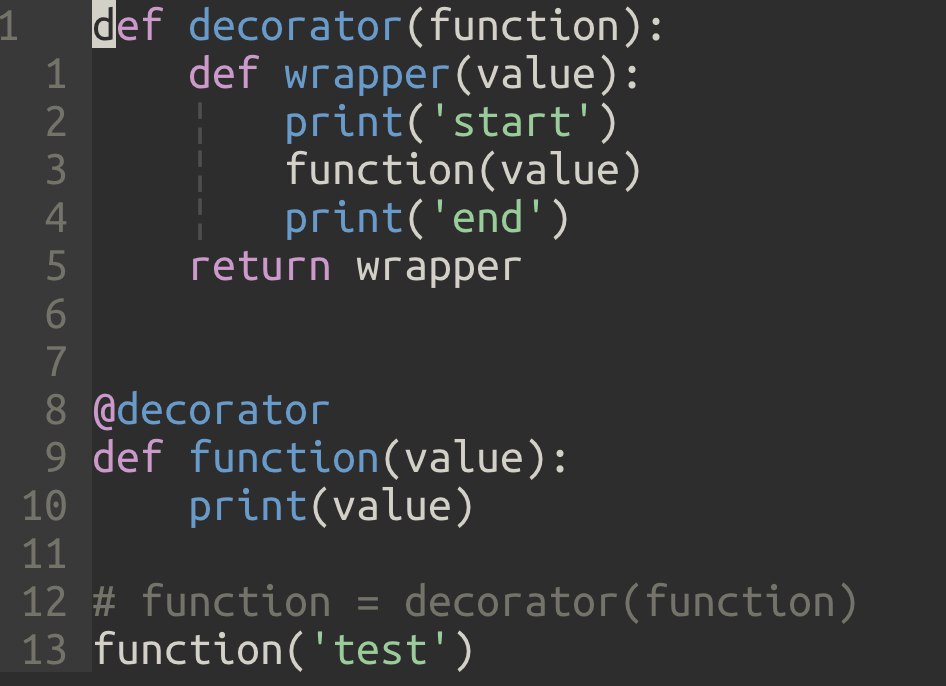 1 def decorator(function):
1 def wrapper(value):
2 print('start')
3 function(value)
4 print('end')
5 return wrapper
6
7
8 @decorator
9 def function(value):
10 print(value)
11
12 # function = decorator(function)
13 function('test')